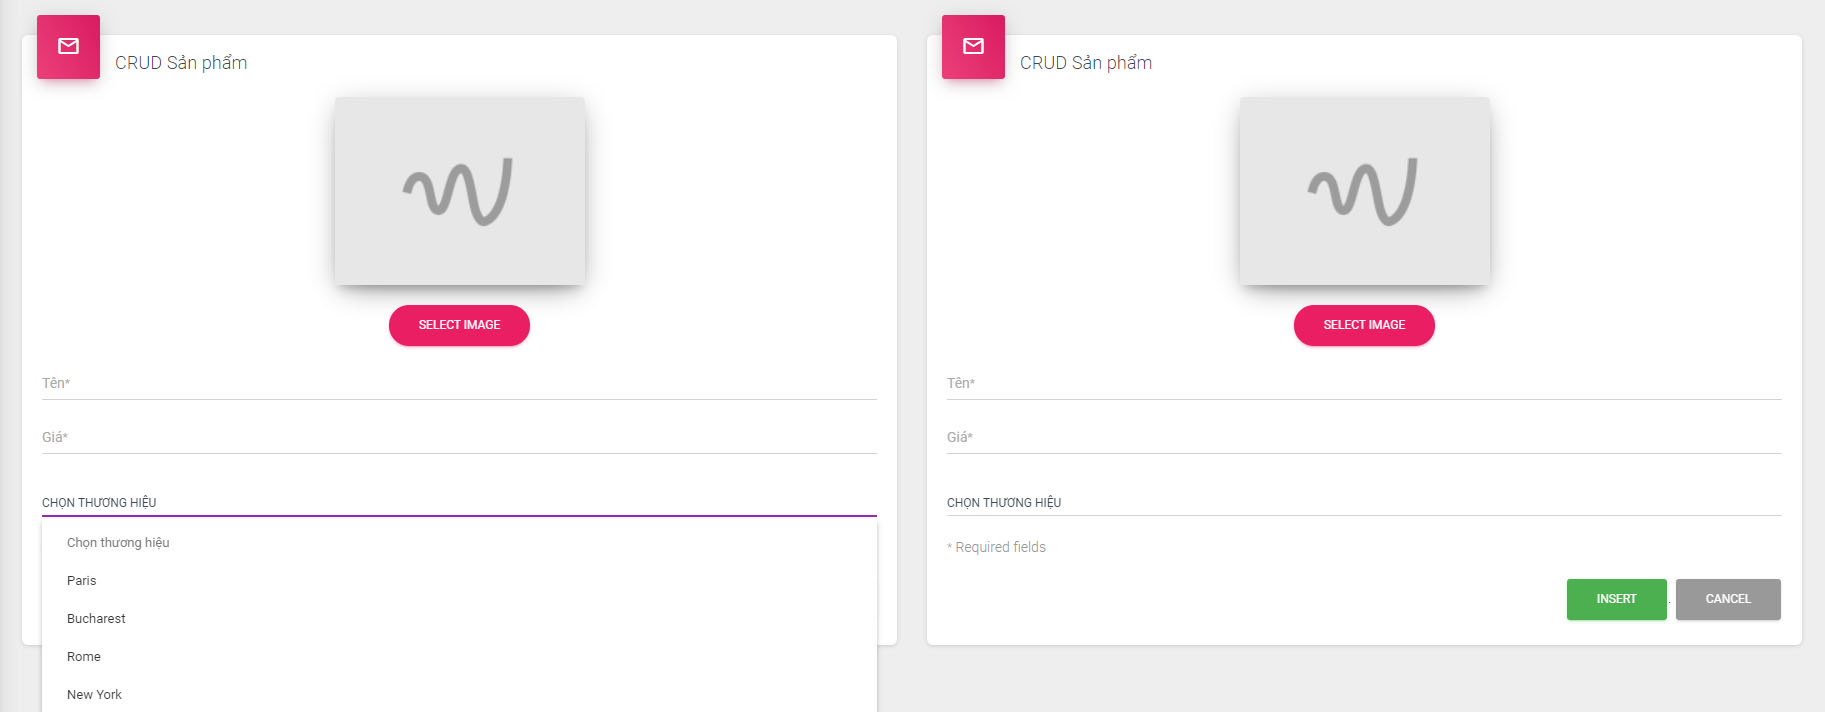 CRUD Sản phẩm
SELECT IMAGE
Tên*
Giá*
CHỌN THƯƠNG HIỆU
Chọn thương hiệu
Paris
Bucharest
Rome
New York
CRUD Sản phẩm
SELECT IMAGE
Tên*
Giá*
CHỌN THƯƠNG HIỆU
* Required fields
INSERT . CANCEL